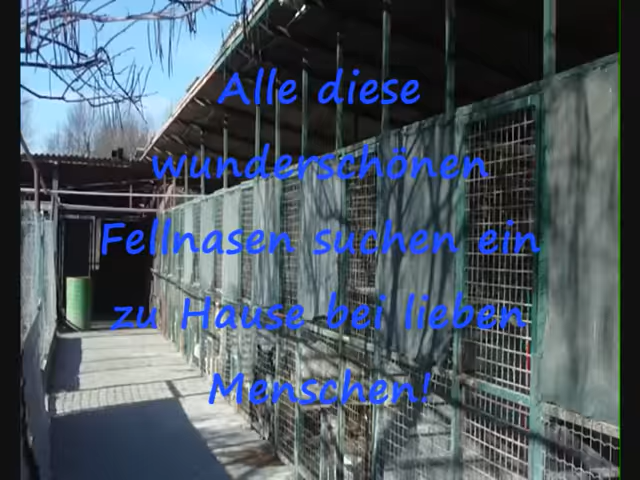 Alle diese
wunderschönen
Fellnasen suchen ein
zu Hause bei lieben
Menschen!